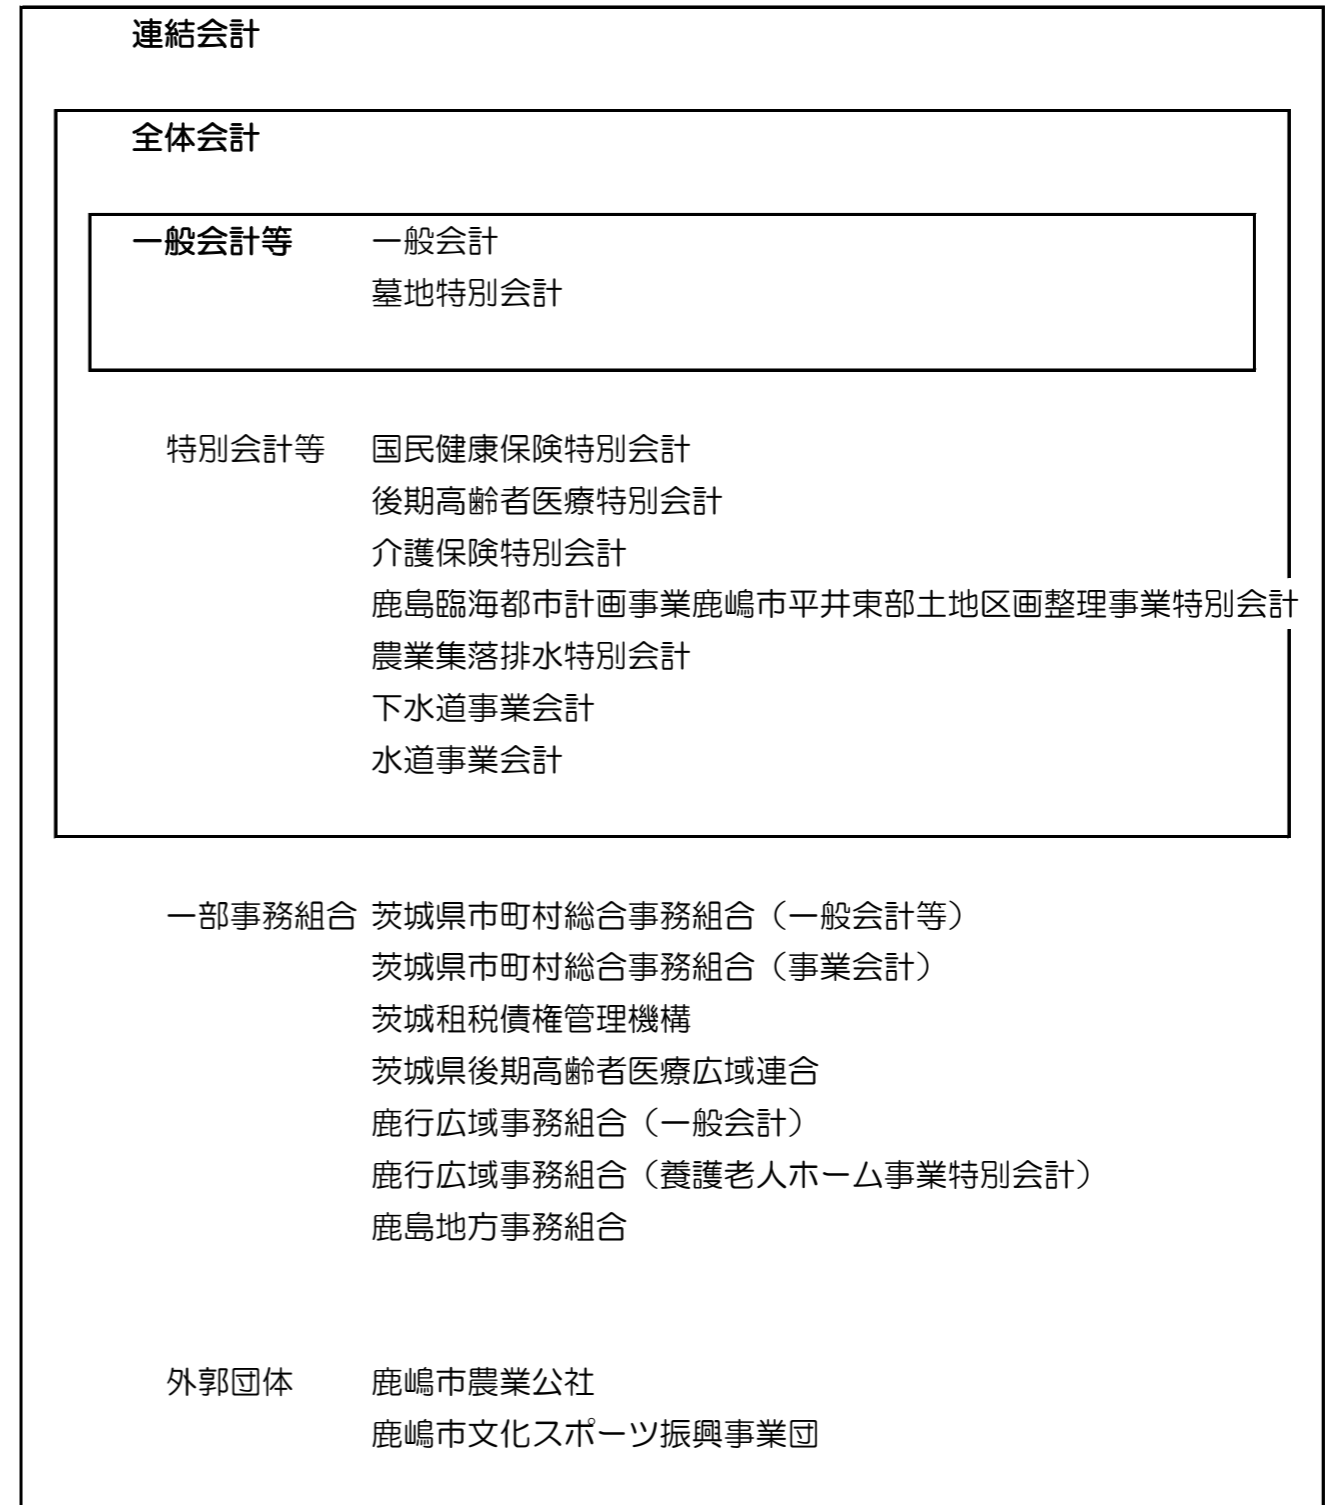 連結会計
全体会計
一般会計等 一般会計
墓地特別会計
特別会計等 国民健康保険特別会計
後期高齢者医療特別会計
介護保険特別会計
鹿島臨海都市計画事業鹿嶋市平井東部土地区画整理事業特別会計
農業集落排水特別会計
下水道事業会計
水道事業会計
一部事務組合 茨城県市町村総合事務組合（一般会計等）
茨城県市町村総合事務組合（事業会計）
茨城租税債権管理機構
茨城県後期高齢者医療広域連合
鹿行広域事務組合（一般会計）
鹿行広域事務組合（養護老人ホーム事業特別会計）
鹿島地方事務組合
外郭団体 鹿嶋市農業公社
鹿嶋市文化スポーツ振興事業団